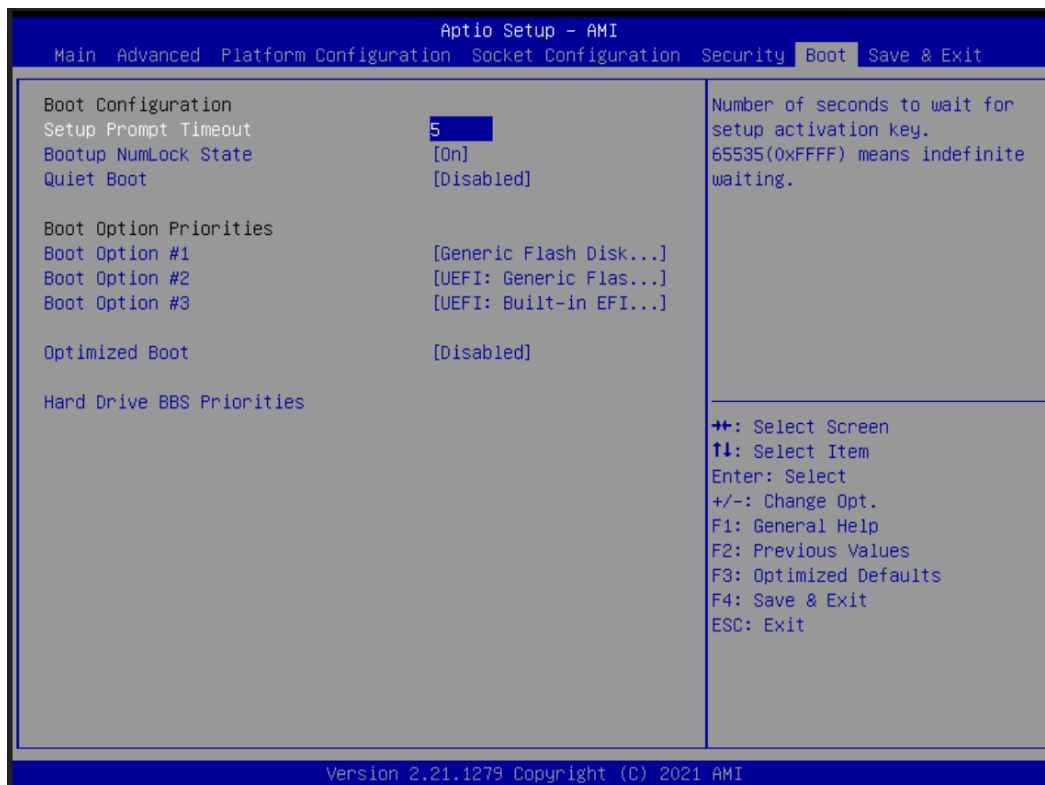 Aptio Setup – AMI
Main Advanced Platform Configuration Socket Configuration Security Boot Save & Exit
Boot Configuration
Setup Prompt Timeout 5
Bootup NumLock State [On]
Quiet Boot [Disabled]
Boot Option Priorities
Boot Option #1 [Generic Flash Disk...]
Boot Option #2 [UEFI: Generic Flas...]
Boot Option #3 [UEFI: Built-in EFI...]
Optimized Boot [Disabled]
Hard Drive BBS Priorities
Number of seconds to wait for
setup activation key.
65535(0xFFFF) means indefinite
waiting.
→←: Select Screen
↑↓: Select Item
Enter: Select
+/-: Change Opt.
F1: General Help
F2: Previous Values
F3: Optimized Defaults
F4: Save & Exit
ESC: Exit
Version 2.21.1279 Copyright (C) 2021 AMI